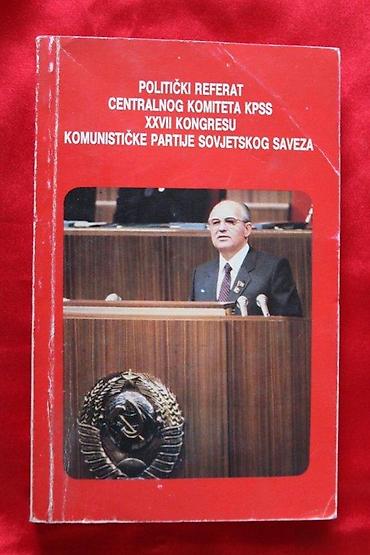 POLITIČKI REFERAT
CENTRALNOG KOMITETA KPSS
XXVII KONGRESU
KOMUNISTIČKE PARTIJE SOVJETSKOG SAVEZA